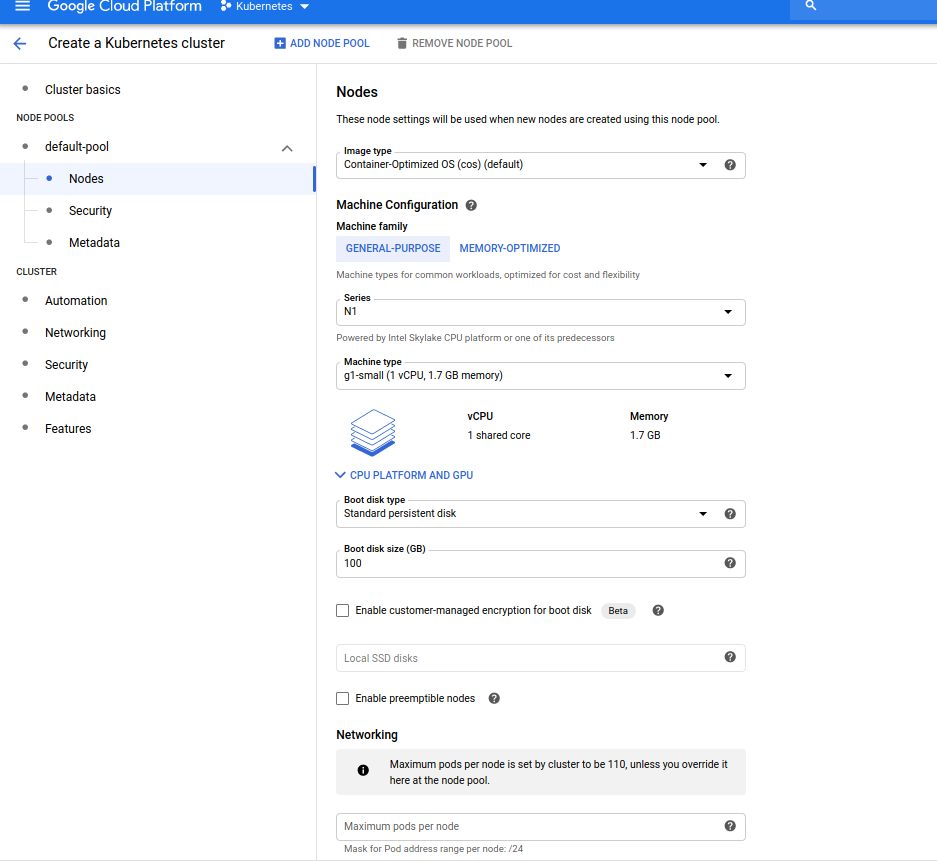 Google Cloud Platform
Kubernetes
Create a Kubernetes cluster
ADD NODE POOL
REMOVE NODE POOL
Cluster basics
NODE POOLS
default-pool
Nodes
Security
Metadata
CLUSTER
Automation
Networking
Security
Metadata
Features
Nodes
These node settings will be used when new nodes are created using this node pool.
Image type
Container-Optimized OS (cos) (default)
Machine Configuration
Machine family
GENERAL-PURPOSE
MEMORY-OPTIMIZED
Machine types for common workloads, optimized for cost and flexibility
Series
N1
Powered by Intel Skylake CPU platform or one of its predecessors
Machine type
g1-small (1 vCPU, 1.7 GB memory)
vCPU
1 shared core
Memory
1.7 GB
CPU PLATFORM AND GPU
Boot disk type
Standard persistent disk
Boot disk size (GB)
100
Enable customer-managed encryption for boot disk
Beta
Local SSD disks
Enable preemptible nodes
Networking
Maximum pods per node is set by cluster to be 110, unless you override it
here at the node pool.
Maximum pods per node
Mask for Pod address range per node: /24